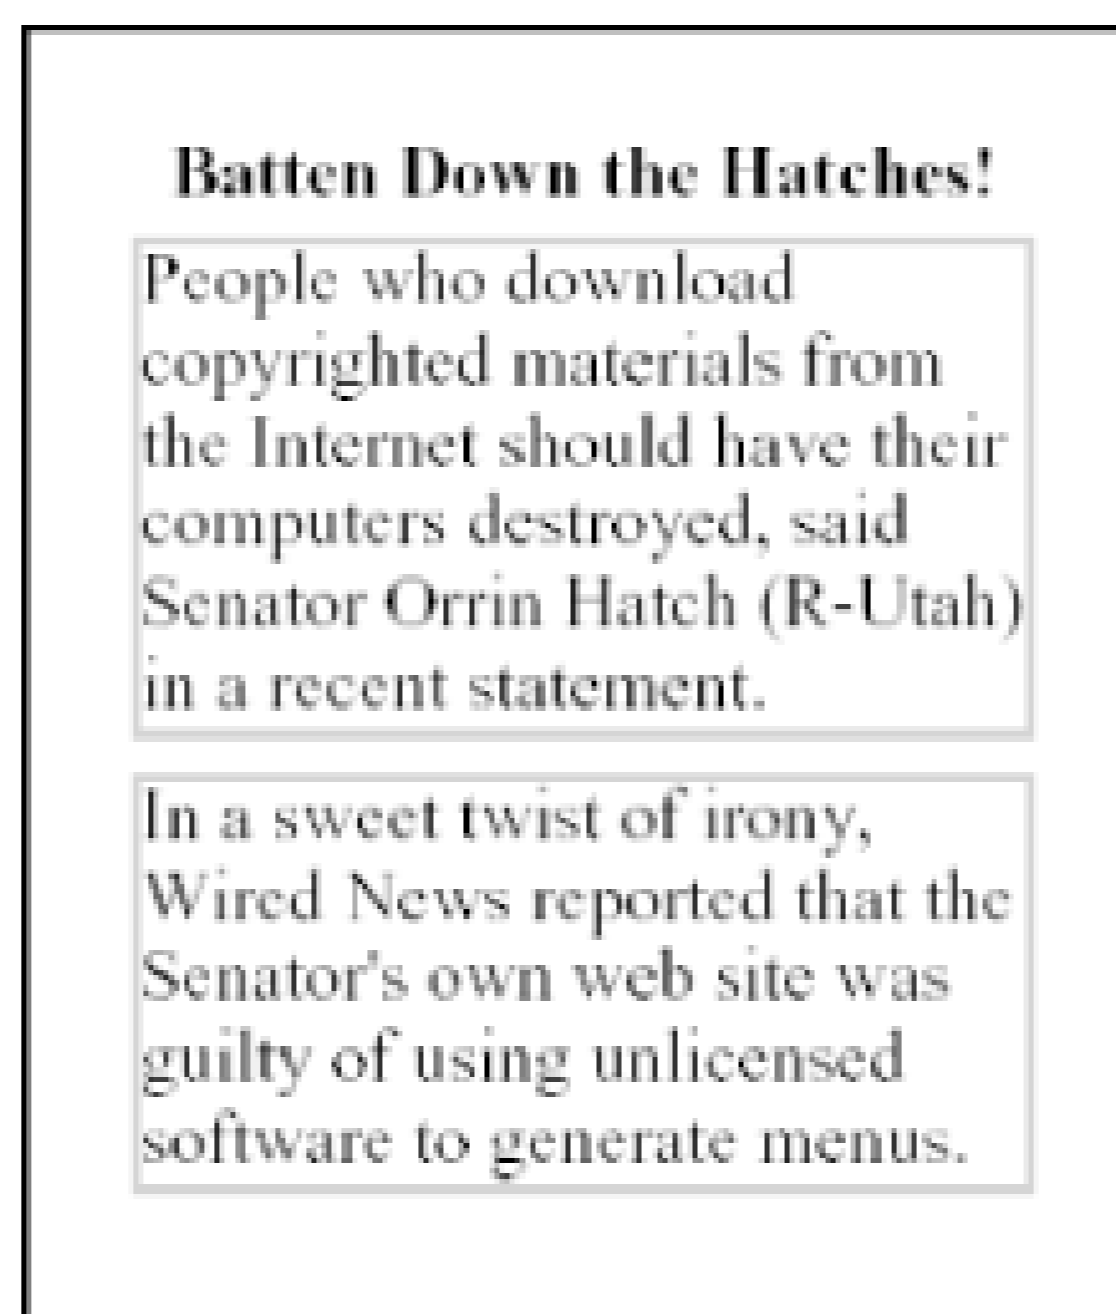 Batten Down the Hatches!
People who download
copyrighted materials from
the Internet should have their
computers destroyed, said
Senator Orrin Hatch (R-Utah)
in a recent statement.
In a sweet twist of irony,
Wired News reported that the
Senator's own web site was
guilty of using unlicensed
software to generate menus.